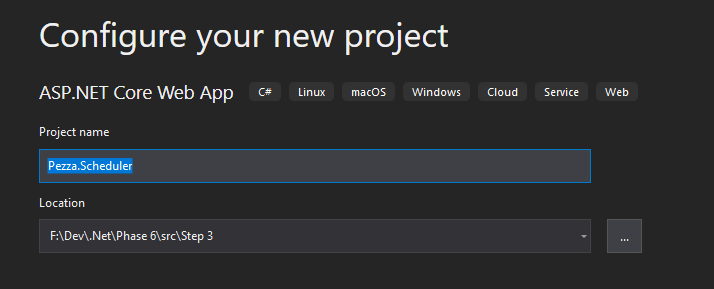 Configure your new project
ASP.NET Core Web App C# Linux macOS Windows Cloud Service Web
Project name
Pezza.Scheduler
Location
F:\Dev\.Net\Phase 6\src\Step 3 ...